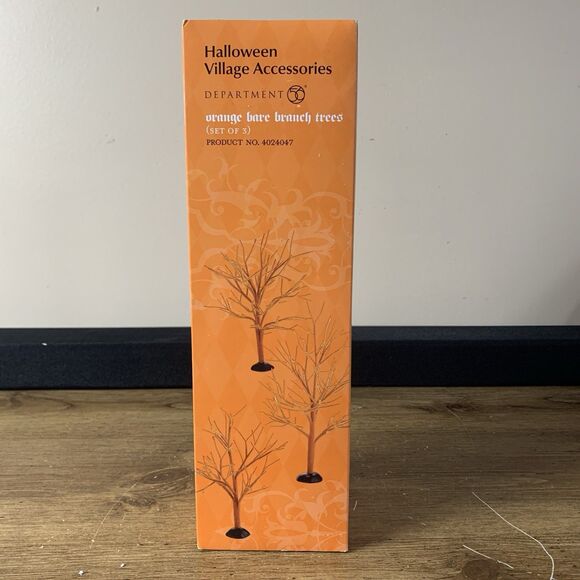 Halloween
Village Accessories
DEPARTMENT 56
orange bare branch trees
(SET OF 3)
PRODUCT NO. 4024047